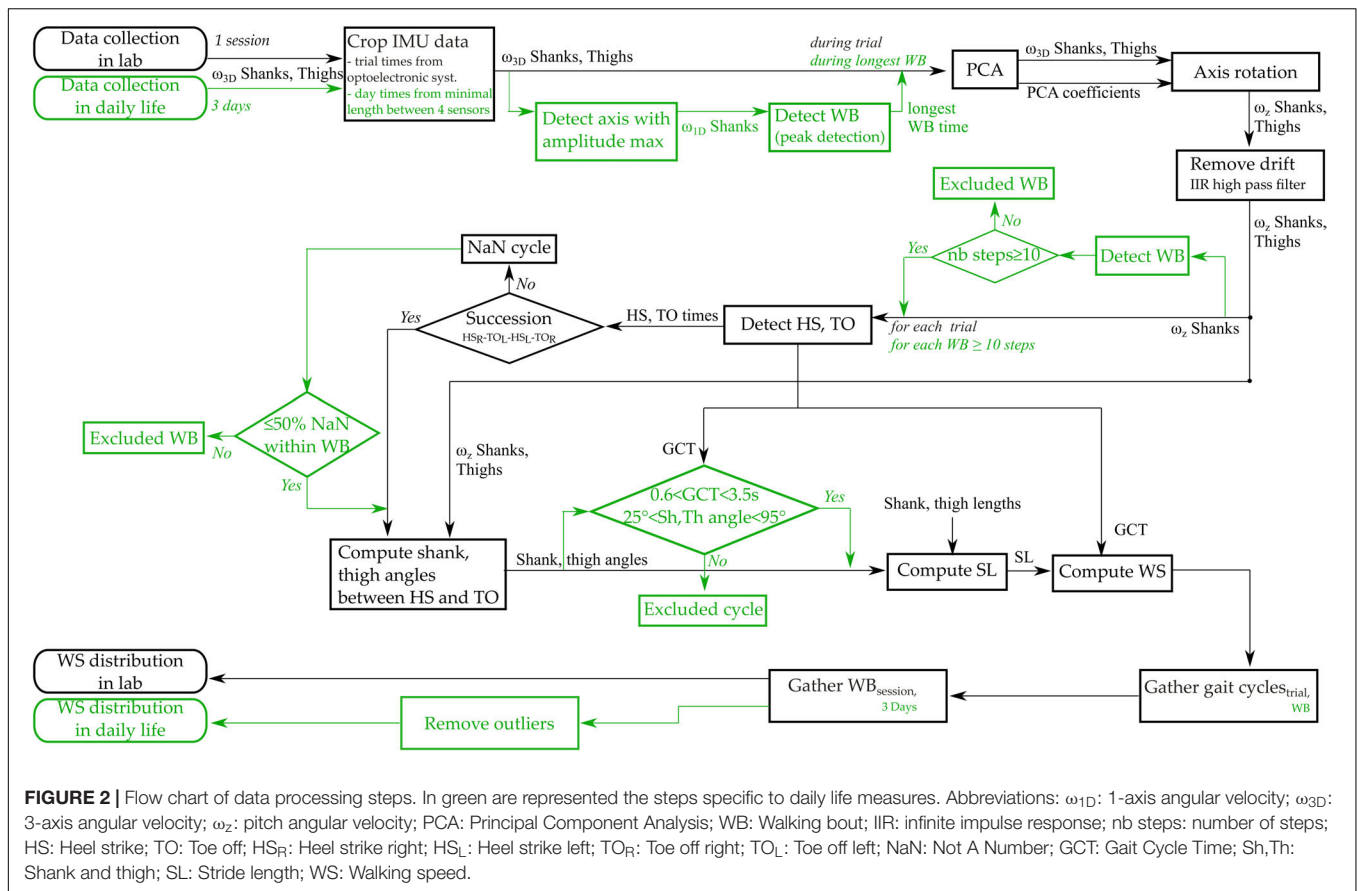 Data collection
in lab
1 session
Data collection
in daily life
ω3D Shanks, Thighs
3 days
Crop IMU data
- trial times from
optoelectronic syst.
- day times from minimal
length between 4 sensors
ω3D Shanks, Thighs
during trial
during longest WB
Detect axis with
amplitude max
ω1D Shanks
Detect WB
(peak detection)
longest
WB time
PCA
ω3D Shanks, Thighs
PCA coefficients
Axis rotation
ωz Shanks,
Thighs
Remove drift
IIR high pass filter
ωz Shanks,
Thighs
Excluded WB
No
Yes
nb steps≥10
Detect WB
ωz Shanks
for each trial
for each WB ≥ 10 steps
Detect HS, TO
HS, TO times
NaN cycle
No
Yes
Succession
HSR-TOL-HSL-TOR
≤50% NaN
within WB
Excluded WB
No
Yes
ωz Shanks,
Thighs
GCT
0.6<GCT<3.5s
25°<Sh,Th angle<95°
Yes
No
Excluded cycle
Compute shank,
thigh angles
between HS and TO
Shank, thigh angles
Shank, thigh lengths
Compute SL
SL
GCT
Compute WS
WS distribution
in lab
WS distribution
in daily life
Remove outliers
Gather WBsession,
3 Days
Gather gait cyclestrial,
WB
FIGURE 2 | Flow chart of data processing steps. In green are represented the steps specific to daily life measures. Abbreviations: ω1D: 1-axis angular velocity; ω3D:
3-axis angular velocity; ωz: pitch angular velocity; PCA: Principal Component Analysis; WB: Walking bout; IIR: infinite impulse response; nb steps: number of steps;
HS: Heel strike; TO: Toe off; HSR: Heel strike right; HSL: Heel strike left; TOR: Toe off right; TOL: Toe off left; NaN: Not A Number; GCT: Gait Cycle Time; Sh,Th:
Shank and thigh; SL: Stride length; WS: Walking speed.